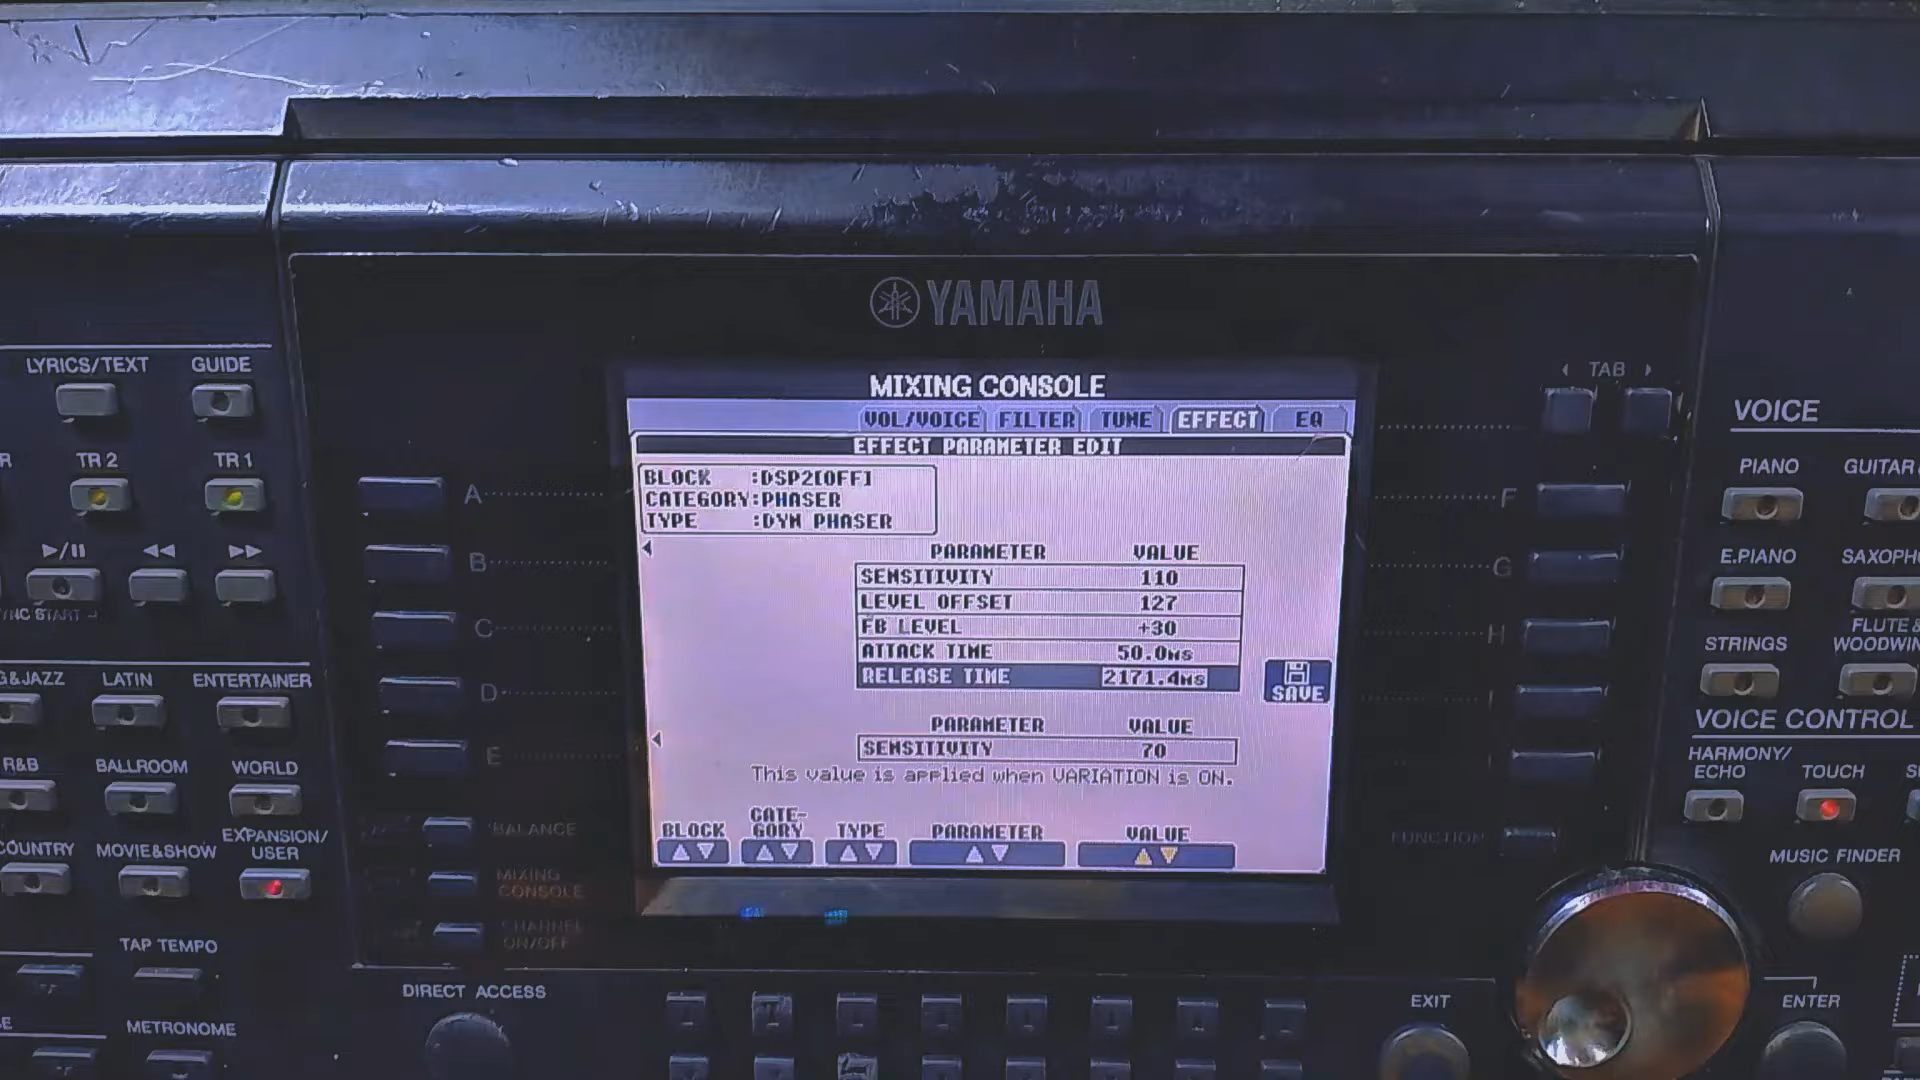 YAMAHA
MIXING CONSOLE
VOL/VOICE FILTER TUNE EFFECT EQ
EFFECT PARAMETER EDIT
BLOCK :DSP2[OFF]
CATEGORY:PHASER
TYPE :DYN PHASER
PARAMETER VALUE
SENSITIVITY 110
LEVEL OFFSET 127
FB LEVEL +30
ATTACK TIME 50.0ms
RELEASE TIME 2171.4ms
SAVE
PARAMETER VALUE
SENSITIVITY 70
This value is applied when VARIATION is ON.
BLOCK CATE-GORY TYPE PARAMETER VALUE
LYRICS/TEXT GUIDE
TR 2 TR 1
&JAZZ LATIN ENTERTAINER
R&B BALLROOM WORLD
COUNTRY MOVIE&SHOW EXPANSION/
USER
TAP TEMPO
METRONOME
A
B
C
D
E
BALANCE
MIXING
CONSOLE
CHANNEL
ON/OFF
DIRECT ACCESS
TAB
F
G
H
I
FUNCTION
EXIT
ENTER
VOICE
PIANO GUITAR
E.PIANO SAXOPH
STRINGS FLUTE &
WOODWIN
VOICE CONTROL
HARMONY/
ECHO TOUCH
MUSIC FINDER